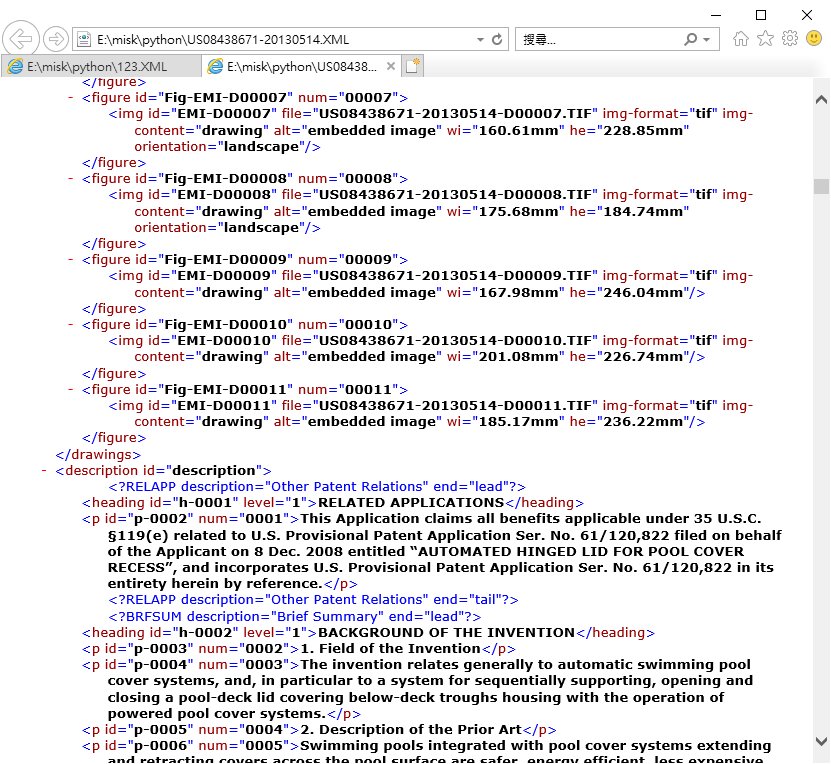 E:\misk\python\US08438671-20130514.XML
搜尋...
E:\misk\python\123.XML
E:\misk\python\US08438...
</figure>
- <figure id="Fig-EMI-D00007" num="00007">
<img id="EMI-D00007" file="US08438671-20130514-D00007.TIF" img-format="tif" img-
content="drawing" alt="embedded image" wi="160.61mm" he="228.85mm"
orientation="landscape"/>
</figure>
- <figure id="Fig-EMI-D00008" num="00008">
<img id="EMI-D00008" file="US08438671-20130514-D00008.TIF" img-format="tif" img-
content="drawing" alt="embedded image" wi="175.68mm" he="184.74mm"
orientation="landscape"/>
</figure>
- <figure id="Fig-EMI-D00009" num="00009">
<img id="EMI-D00009" file="US08438671-20130514-D00009.TIF" img-format="tif" img-
content="drawing" alt="embedded image" wi="167.98mm" he="246.04mm"/>
</figure>
- <figure id="Fig-EMI-D00010" num="00010">
<img id="EMI-D00010" file="US08438671-20130514-D00010.TIF" img-format="tif" img-
content="drawing" alt="embedded image" wi="201.08mm" he="226.74mm"/>
</figure>
- <figure id="Fig-EMI-D00011" num="00011">
<img id="EMI-D00011" file="US08438671-20130514-D00011.TIF" img-format="tif" img-
content="drawing" alt="embedded image" wi="185.17mm" he="236.22mm"/>
</figure>
</drawings>
- <description id="description">
<?RELAPP description="Other Patent Relations" end="lead"?>
<heading id="h-0001" level="1">RELATED APPLICATIONS</heading>
<p id="p-0002" num="0001">This Application claims all benefits applicable under 35 U.S.C.
§119(e) related to U.S. Provisional Patent Application Ser. No. 61/120,822 filed on behalf
of the Applicant on 8 Dec. 2008 entitled “AUTOMATED HINGED LID FOR POOL COVER
RECESS”, and incorporates U.S. Provisional Patent Application Ser. No. 61/120,822 in its
entirety herein by reference.</p>
<?RELAPP description="Other Patent Relations" end="tail"?>
<?BRFSUM description="Brief Summary" end="lead"?>
<heading id="h-0002" level="1">BACKGROUND OF THE INVENTION</heading>
<p id="p-0003" num="0002">1. Field of the Invention</p>
<p id="p-0004" num="0003">The invention relates generally to automatic swimming pool
cover systems, and, in particular to a system for sequentially supporting, opening and
closing a pool-deck lid covering below-deck troughs housing with the operation of
powered pool cover systems.</p>
<p id="p-0005" num="0004">2. Description of the Prior Art</p>
<p id="p-0006" num="0005">Swimming pools integrated with pool cover systems extending
and retracting covers across the pool surface are safer, energy efficient, less expensive